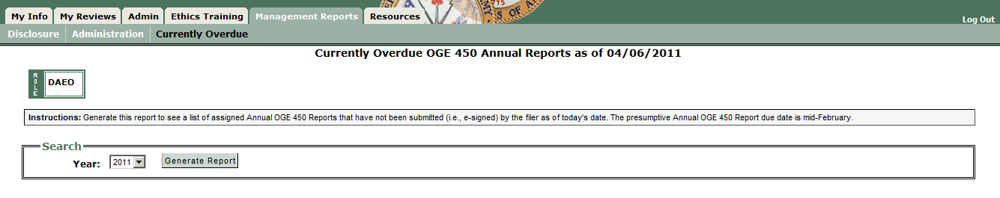 My Info My Reviews Admin Ethics Training Management Reports Resources
Log Out
Disclosure Administration Currently Overdue
Currently Overdue OGE 450 Annual Reports as of 04/06/2011
ROLE
DAEO
Instructions: Generate this report to see a list of assigned Annual OGE 450 Reports that have not been submitted (i.e., e-signed) by the filer as of today's date. The presumptive Annual OGE 450 Report due date is mid-February.
Search
Year: 2011 Generate Report